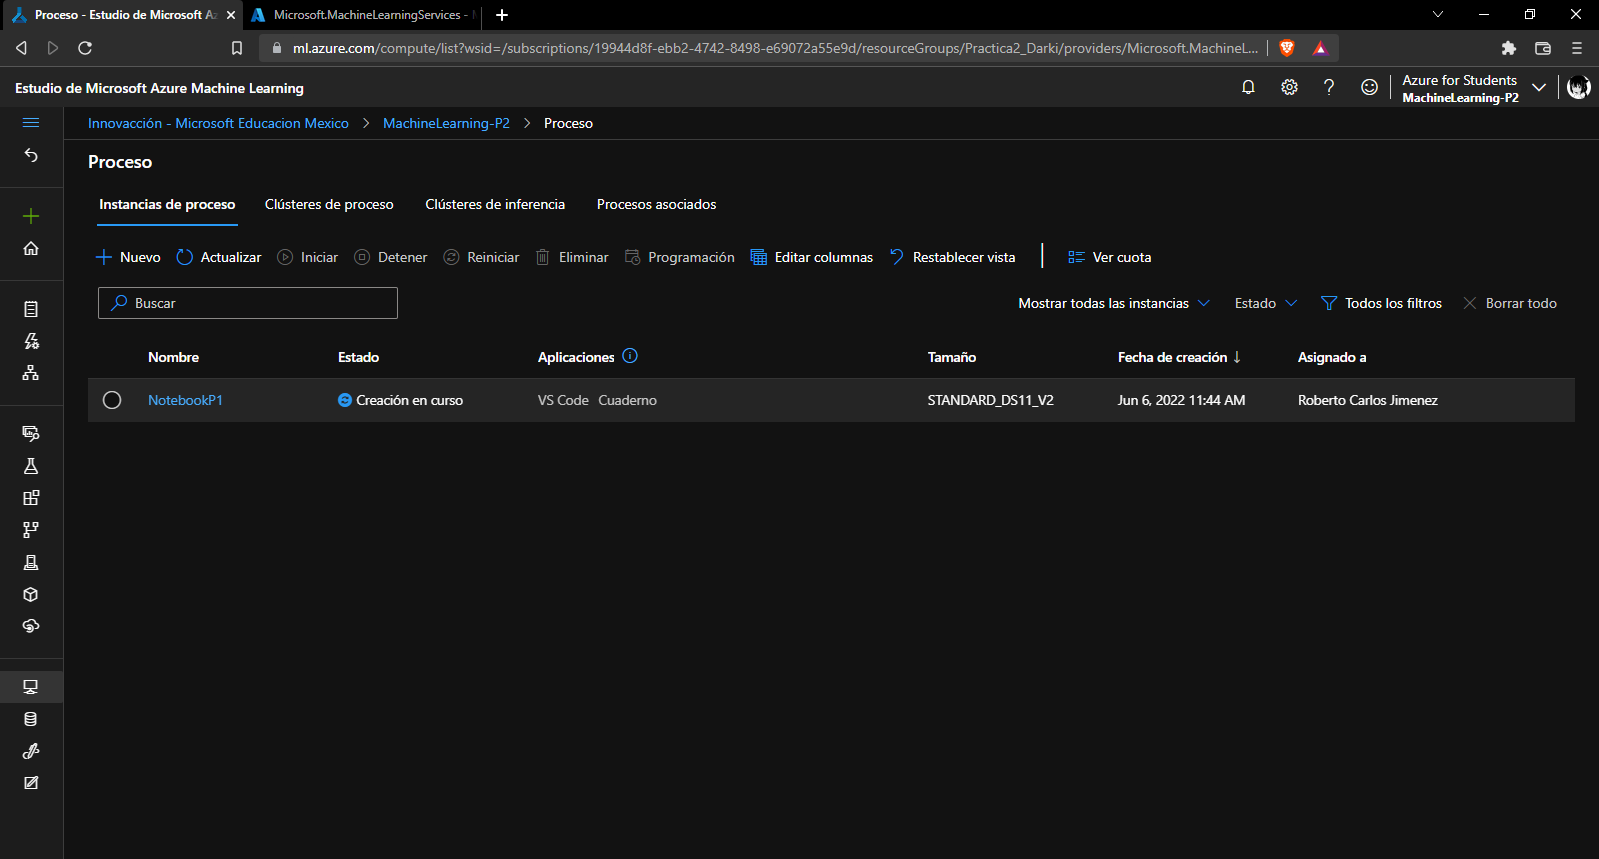 Proceso - Estudio de Microsoft Az
Microsoft.MachineLearningServices -
ml.azure.com/compute/list?wsid=/subscriptions/19944d8f-ebb2-4742-8498-e69072a55e9d/resourceGroups/Practica2_Darki/providers/Microsoft.MachineL...
Estudio de Microsoft Azure Machine Learning
Azure for Students
MachineLearning-P2
Innovacción - Microsoft Educacion Mexico > MachineLearning-P2 > Proceso
Proceso
Instancias de proceso Clústeres de proceso Clústeres de inferencia Procesos asociados
Nuevo Actualizar Iniciar Detener Reiniciar Eliminar Programación Editar columnas Restablecer vista Ver cuota
Buscar Mostrar todas las instancias Estado Todos los filtros Borrar todo
Nombre Estado Aplicaciones Tamaño Fecha de creación ↓ Asignado a
NotebookP1 Creación en curso VS Code Cuaderno STANDARD_DS11_V2 Jun 6, 2022 11:44 AM Roberto Carlos Jimenez